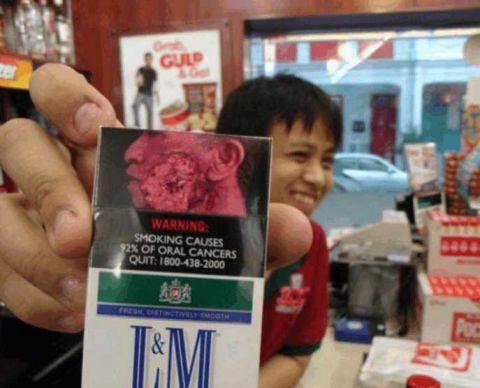 Grab,
GULP
& Go!
WARNING:
SMOKING CAUSES
92% OF ORAL CANCERS
QUIT: 1800-438-2000
FRESH, DISTINCTIVELY SMOOTH
L&M